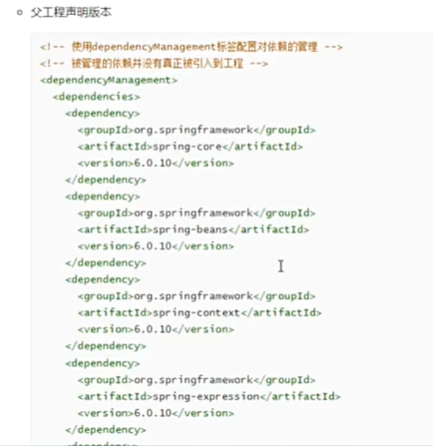 父工程声明版本
<!-- 使用dependencyManagement标签配置对依赖的管理 -->
<!-- 被管理的依赖并没有真正被引入到工程 -->
<dependencyManagement>
<dependencies>
<dependency>
<groupId>org.springframework</groupId>
<artifactId>spring-core</artifactId>
<version>6.0.10</version>
</dependency>
<dependency>
<groupId>org.springframework</groupId>
<artifactId>spring-beans</artifactId>
<version>6.0.10</version>
</dependency>
<dependency>
<groupId>org.springframework</groupId>
<artifactId>spring-context</artifactId>
<version>6.0.10</version>
</dependency>
<dependency>
<groupId>org.springframework</groupId>
<artifactId>spring-expression</artifactId>
<version>6.0.10</version>
</dependency>